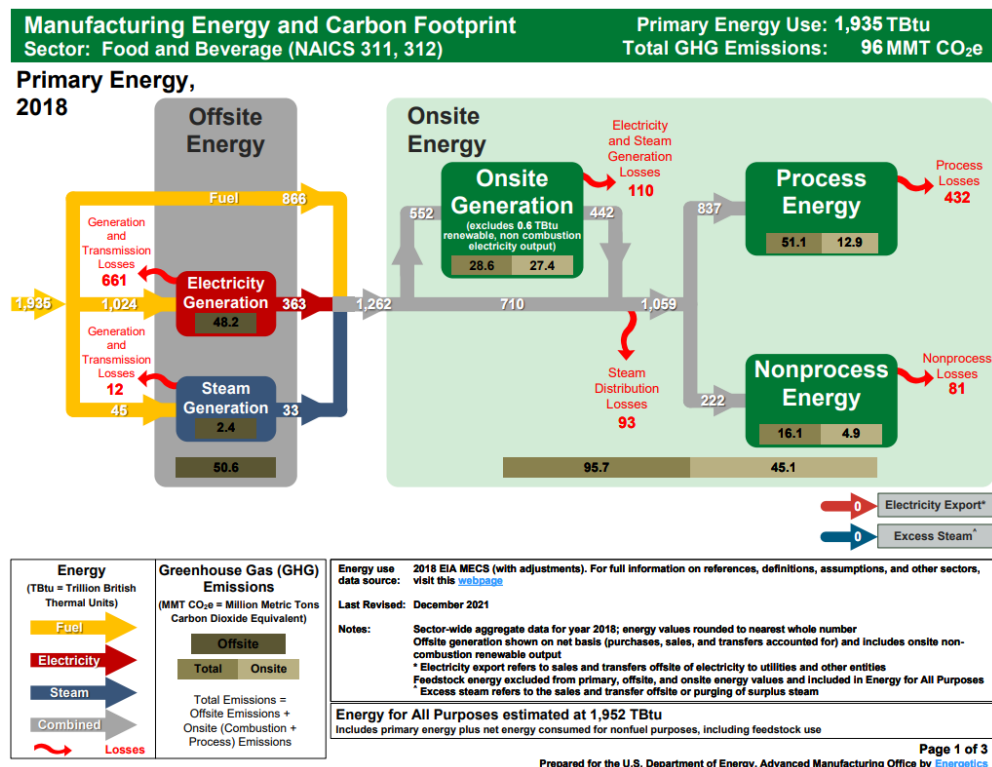 Manufacturing Energy and Carbon Footprint
Sector: Food and Beverage (NAICS 311, 312)
Primary Energy Use: 1,935 TBtu
Total GHG Emissions: 96 MMT CO₂e
Primary Energy,
2018
Offsite
Energy
Onsite
Energy
Fuel
866
Generation
and
Transmission
Losses
661
1,935
1,024
Electricity
Generation
48.2
363
1,262
Generation
and
Transmission
Losses
12
45
Steam
Generation
2.4
33
50.6
552
Onsite
Generation
(excludes 0.6 TBtu
renewable, non combustion
electricity output)
28.6
27.4
442
Electricity
and Steam
Generation
Losses
110
710
1,059
Steam
Distribution
Losses
93
837
Process
Energy
51.1
12.9
Process
Losses
432
222
Nonprocess
Energy
16.1
4.9
Nonprocess
Losses
81
95.7
45.1
0
Electricity Export*
0
Excess Steam^
Energy
(TBtu = Trillion British
Thermal Units)
Fuel
Electricity
Steam
Combined
Losses
Greenhouse Gas (GHG)
Emissions
(MMT CO₂e = Million Metric Tons
Carbon Dioxide Equivalent)
Offsite
Total
Onsite
Total Emissions =
Offsite Emissions +
Onsite (Combustion +
Process) Emissions
Energy use
data source:
2018 EIA MECS (with adjustments). For full information on references, definitions, assumptions, and other sectors,
visit this webpage
Last Revised: December 2021
Notes:
Sector-wide aggregate data for year 2018; energy values rounded to nearest whole number
Offsite generation shown on net basis (purchases, sales, and transfers accounted for) and includes onsite non-
combustion renewable output
* Electricity export refers to sales and transfers offsite of electricity to utilities and other entities
Feedstock energy excluded from primary, offsite, and onsite energy values and included in Energy for All Purposes
^ Excess steam refers to the sales and transfer offsite or purging of surplus steam
Energy for All Purposes estimated at 1,952 TBtu
Includes primary energy plus net energy consumed for nonfuel purposes, including feedstock use
Page 1 of 3
Prepared for the U.S. Department of Energy, Advanced Manufacturing Office by Energetics